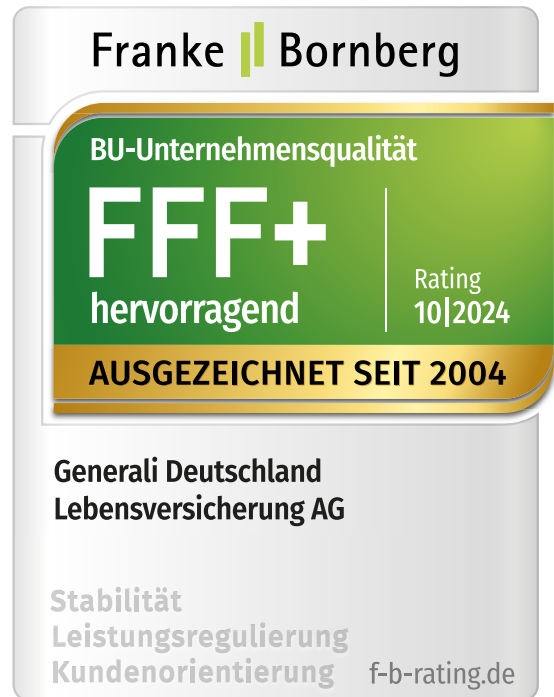 Franke Bornberg
BU-Unternehmensqualität
FFF+
hervorragend
Rating
10|2024
AUSGEZEICHNET SEIT 2004
Generali Deutschland
Lebensversicherung AG
Stabilität
Leistungsregulierung
Kundenorientierung
f-b-rating.de